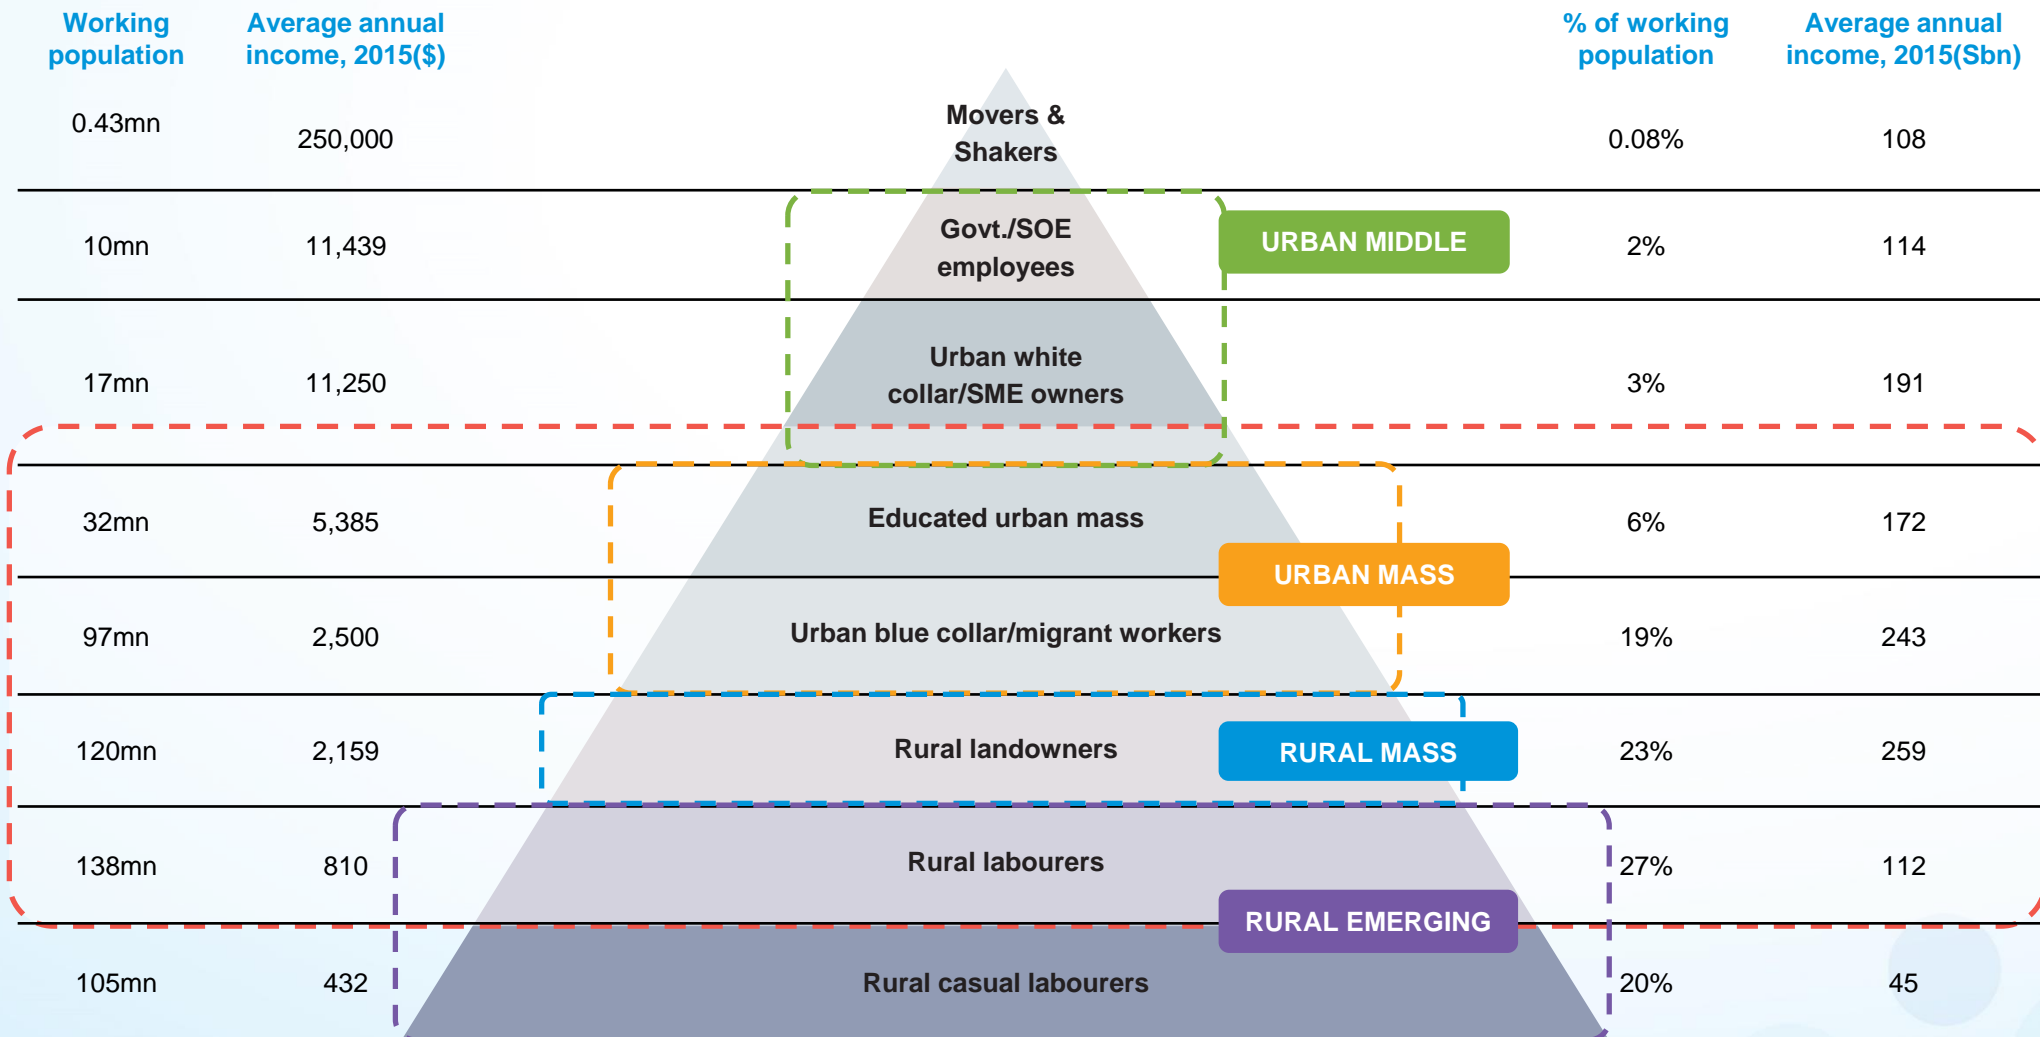 Working population
Average annual income, 2015($)
% of working population
Average annual income, 2015(Sbn)
0.43mn
250,000
Movers &
Shakers
0.08%
108
10mn
11,439
Govt./SOE
employees
URBAN MIDDLE
2%
114
17mn
11,250
Urban white
collar/SME owners
3%
191
32mn
5,385
Educated urban mass
6%
172
URBAN MASS
97mn
2,500
Urban blue collar/migrant workers
19%
243
120mn
2,159
Rural landowners
RURAL MASS
23%
259
138mn
810
Rural labourers
27%
112
RURAL EMERGING
105mn
432
Rural casual labourers
20%
45